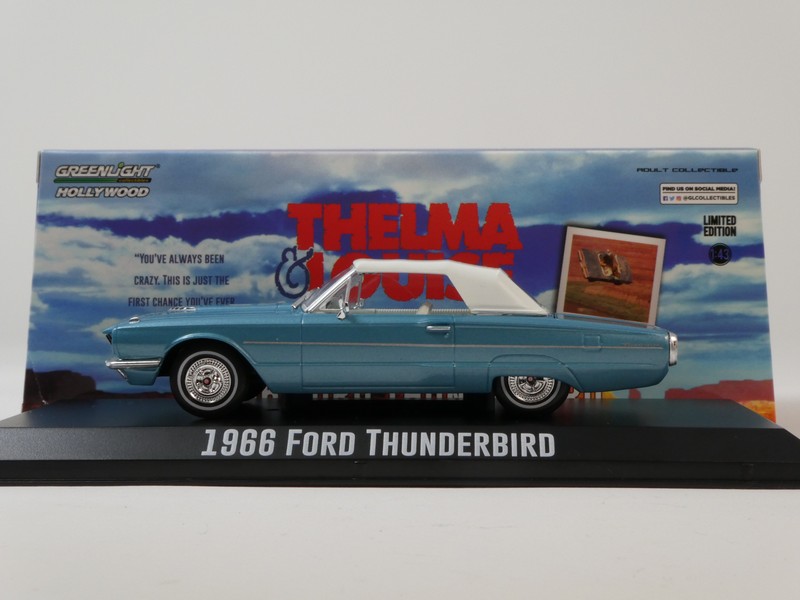 GREENLIGHT
HOLLYWOOD
ADULT COLLECTIBLE
FIND US ON SOCIAL MEDIA!
@GLCOLLECTIBLES
LIMITED
EDITION
1:43
THELMA
& LOUISE
"YOU'VE ALWAYS BEEN
CRAZY. THIS IS JUST THE
FIRST CHANCE YOU'VE EVER
1966 FORD THUNDERBIRD